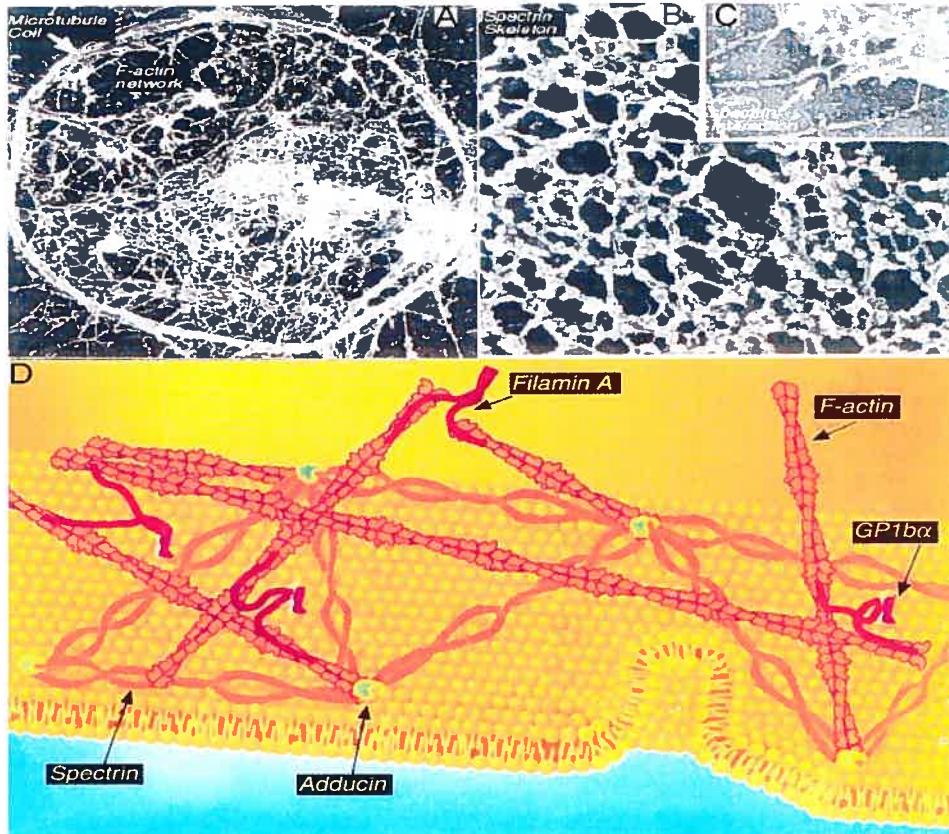 Microtubule
Coil
A
F-actin
network
Spectrin
Skeleton
B
C
D
Filamin A
F-actin
GP1bα
Spectrin
Adducin